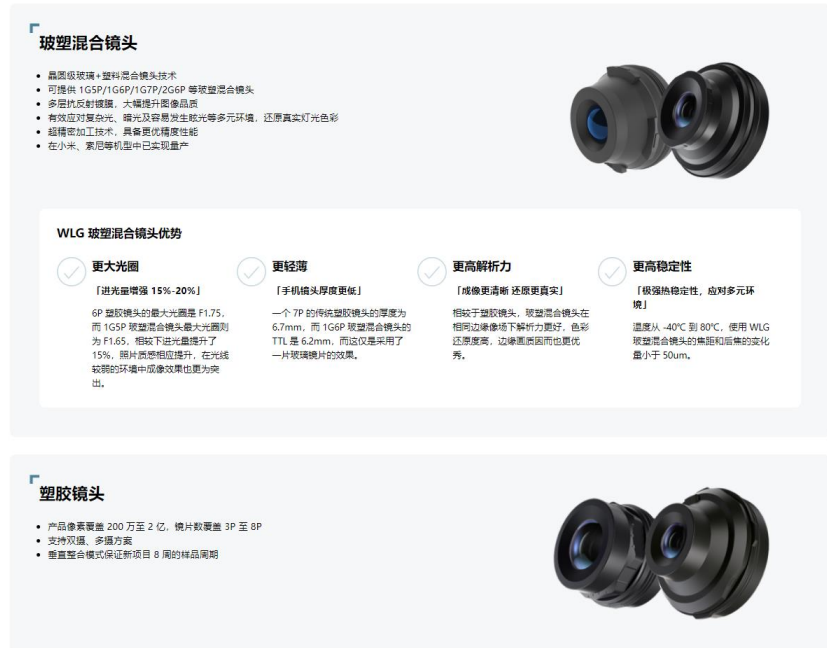 玻塑混合镜头
晶圆级玻璃+塑料混合镜头技术
可提供 1G5P/1G6P/1G7P/2G6P 等玻塑混合镜头
多层抗反射镀膜，大幅提升图像品质
有效应对复杂光、暗光及容易发生眩光等多元环境，还原真实灯光色彩
超精密加工技术，具备更优精度性能
在小米、索尼等机型中已实现量产
WLG 玻塑混合镜头优势
更大光圈
「进光量增强 15%-20%」
6P 塑胶镜头的最大光圈是 F1.75,
而 1G5P 玻塑混合镜头最大光圈则
为 F1.65，相较下进光量提升了
15%，照片质感相应提升，在光线
较弱的环境中成像效果也更为突
出。
更轻薄
「手机镜头厚度更低」
一个 7P 的传统塑胶镜头的厚度为
6.7mm，而 1G6P 玻塑混合镜头的
TTL 是 6.2mm，而这仅是采用了
一片玻璃镜片的效果。
更高解析力
「成像更清晰 还原更真实」
相较于塑胶镜头，玻塑混合镜头在
相同边缘像场下解析力更好，色彩
还原度高，边缘画质因而也更优
秀。
更高稳定性
「极强热稳定性，应对多元环
境」
温度从 -40℃ 到 80℃，使用 WLG
玻塑混合镜头的焦距和后焦的变化
量小于 50um。
塑胶镜头
产品像素覆盖 200 万至 2 亿，镜片数覆盖 3P 至 8P
支持双摄、多摄方案
垂直整合模式保证新项目 8 周的样品周期